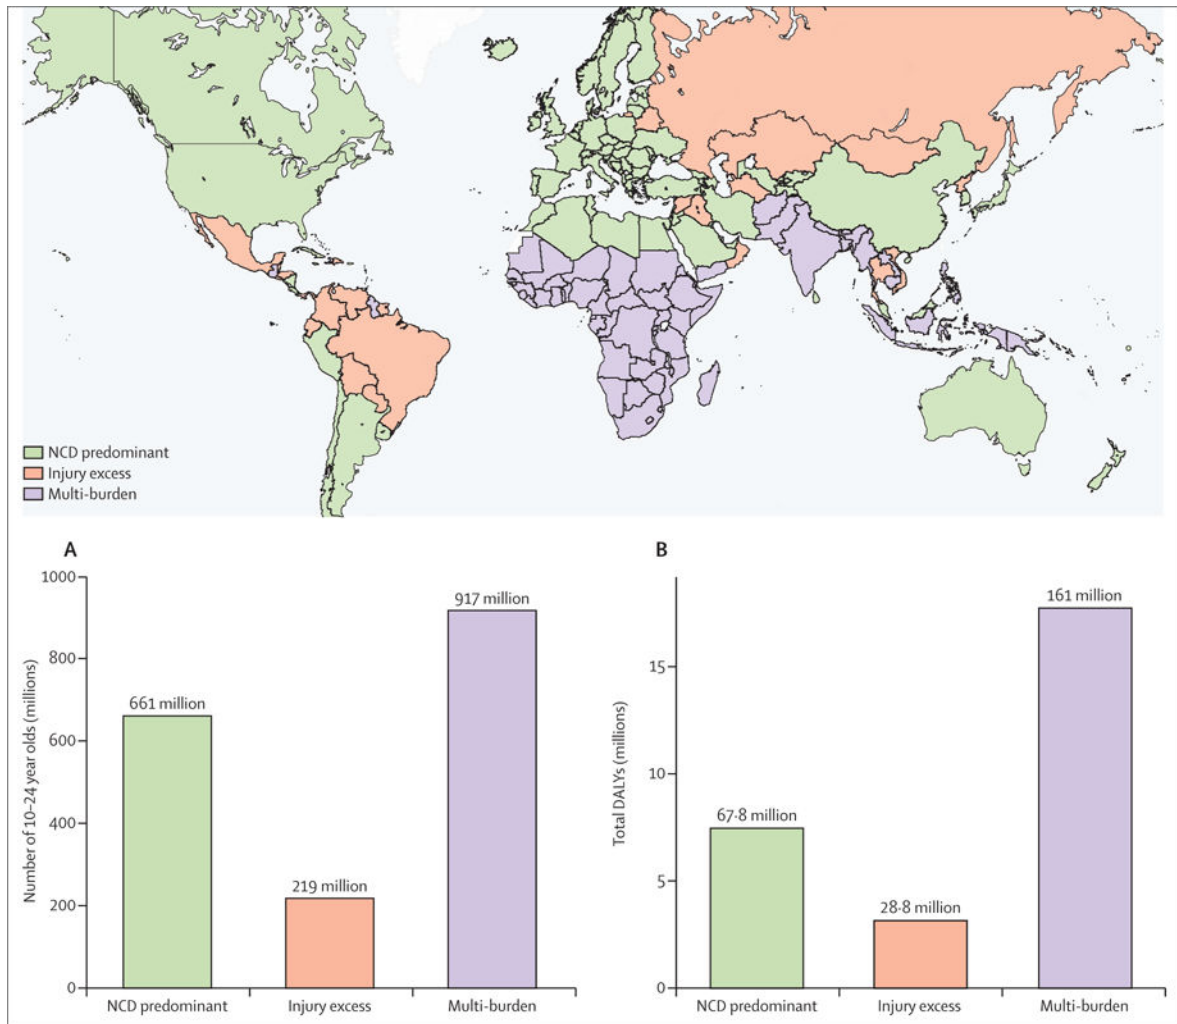 NCD predominant
Injury excess
Multi-burden
A
Number of 10–24 year olds (millions)
1000
800
600
400
200
0
661 million
219 million
917 million
NCD predominant
Injury excess
Multi-burden
B
Total DALYs (millions)
15
10
5
0
67·8 million
28·8 million
161 million
NCD predominant
Injury excess
Multi-burden